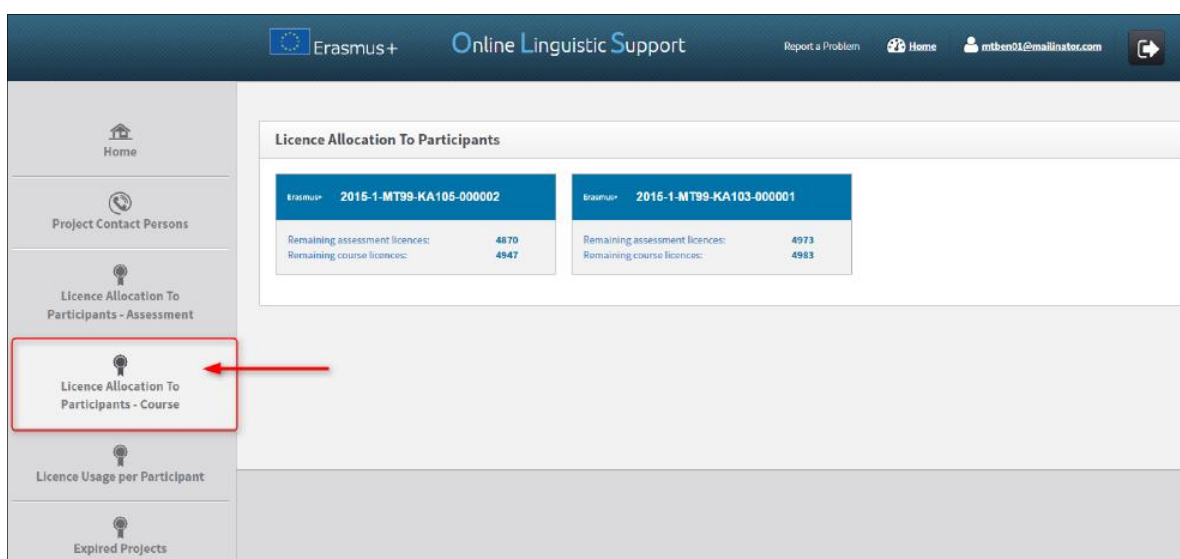 Erasmus+ Online Linguistic Support Report a Problem Home mtben01@mailinator.com
Home
Project Contact Persons
Licence Allocation To
Participants - Assessment
Licence Allocation To
Participants - Course
Licence Usage per Participant
Expired Projects
Licence Allocation To Participants
Erasmus+ 2015-1-MT99-KA105-000002
Remaining assessment licences: 4870
Remaining course licences: 4947
Erasmus+ 2015-1-MT99-KA103-000001
Remaining assessment licences: 4973
Remaining course licences: 4983